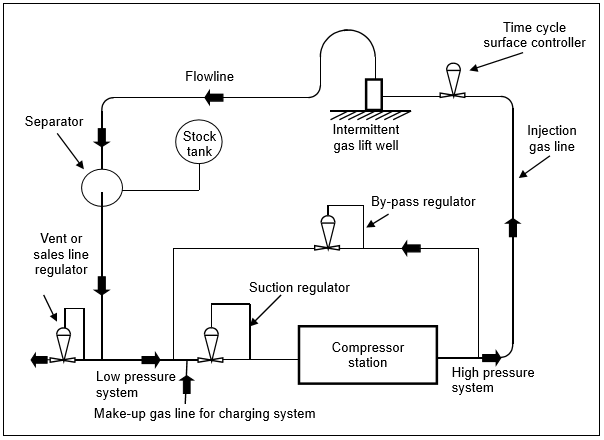 Time cycle
surface controller
Flowline
Separator
Stock
tank
Intermittent
gas lift well
Injection
gas line
By-pass regulator
Vent or
sales line
regulator
Suction regulator
Compressor
station
Low pressure
system
High pressure
system
Make-up gas line for charging system